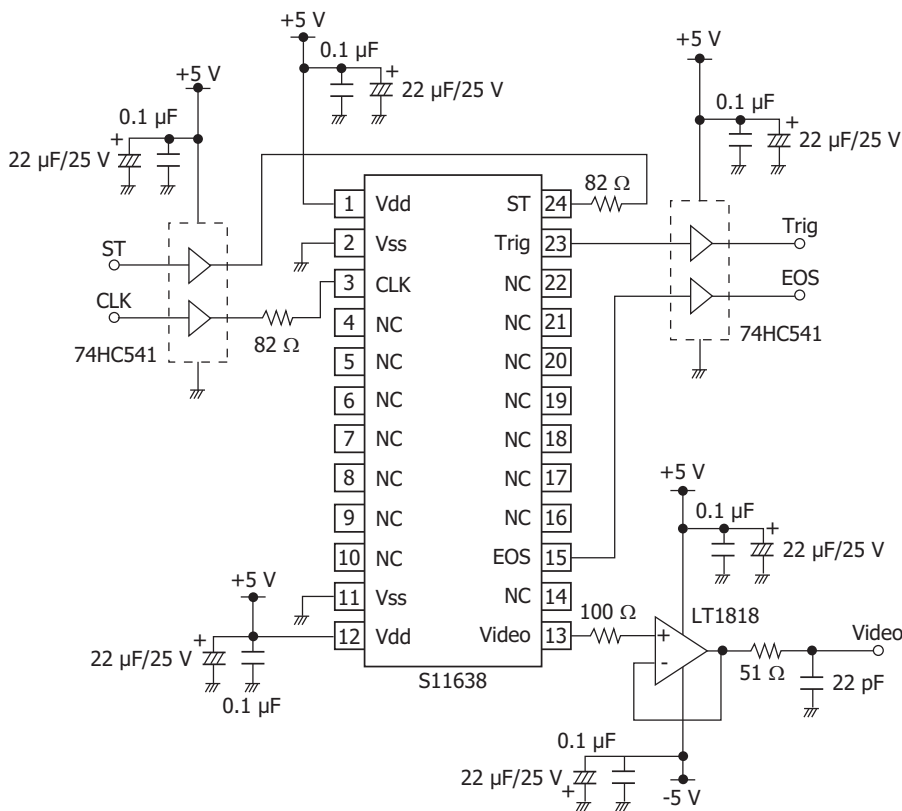 +5 V
0.1 µF
22 µF/25 V
+
+5 V
0.1 µF
22 µF/25 V
+
+5 V
0.1 µF
22 µF/25 V
+
ST
CLK
74HC541
82 Ω
82 Ω
1 Vdd ST 24
2 Vss Trig 23
3 CLK NC 22
4 NC NC 21
5 NC NC 20
6 NC NC 19
7 NC NC 18
8 NC NC 17
9 NC NC 16
10 NC EOS 15
11 Vss NC 14
12 Vdd Video 13
S11638
Trig
EOS
74HC541
+5 V
+
22 µF/25 V
0.1 µF
+5 V
0.1 µF
+
22 µF/25 V
100 Ω
LT1818
+
-
51 Ω
Video
22 pF
0.1 µF
22 µF/25 V
+
-5 V